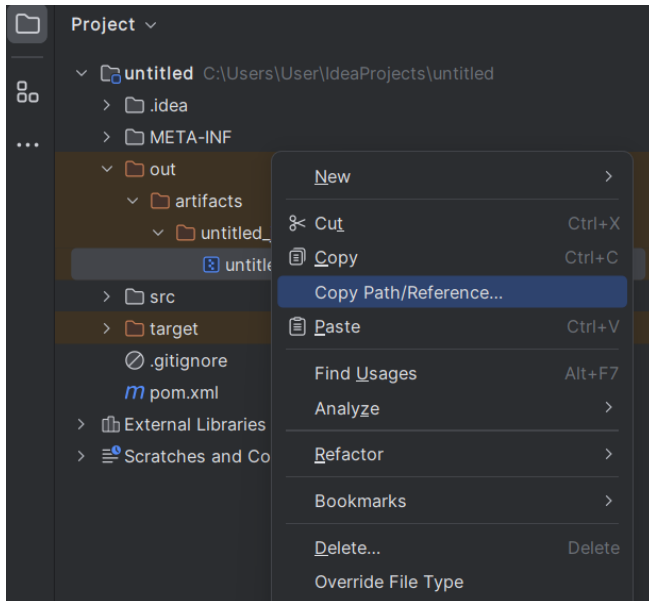 Project
untitled C:\Users\User\IdeaProjects\untitled
.idea
META-INF
out
artifacts
untitled_
untitle
src
target
.gitignore
m pom.xml
External Libraries
Scratches and Co
New
Cut Ctrl+X
Copy Ctrl+C
Copy Path/Reference...
Paste Ctrl+V
Find Usages Alt+F7
Analyze
Refactor
Bookmarks
Delete... Delete
Override File Type